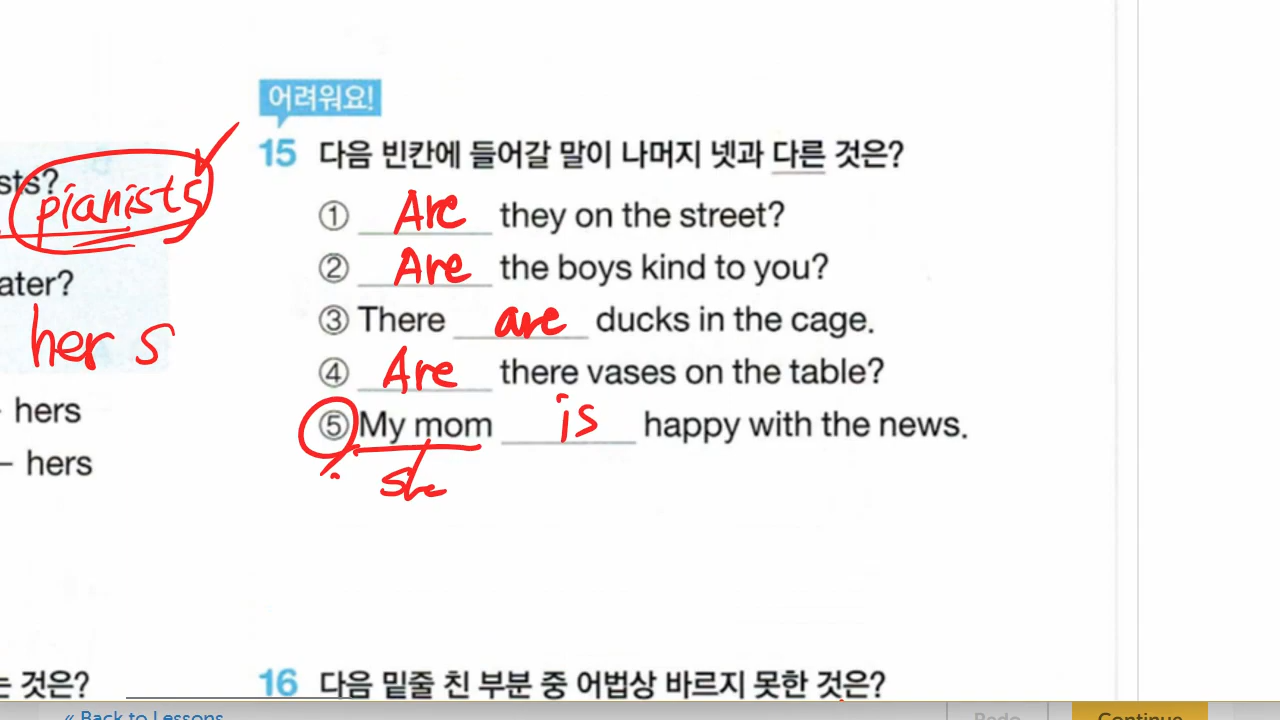 어려워요!
15 다음 빈칸에 들어갈 말이 나머지 넷과 다른 것은?
① Are they on the street?
② Are the boys kind to you?
③ There are ducks in the cage.
④ Are there vases on the table?
⑤ My mom is happy with the news.
she
sts?
pianists
ater?
hers
- hers
– hers
는 것은?
16 다음 밑줄 친 부분 중 어법상 바르지 못한 것은?
« Back to Lessons
Redo
Continue